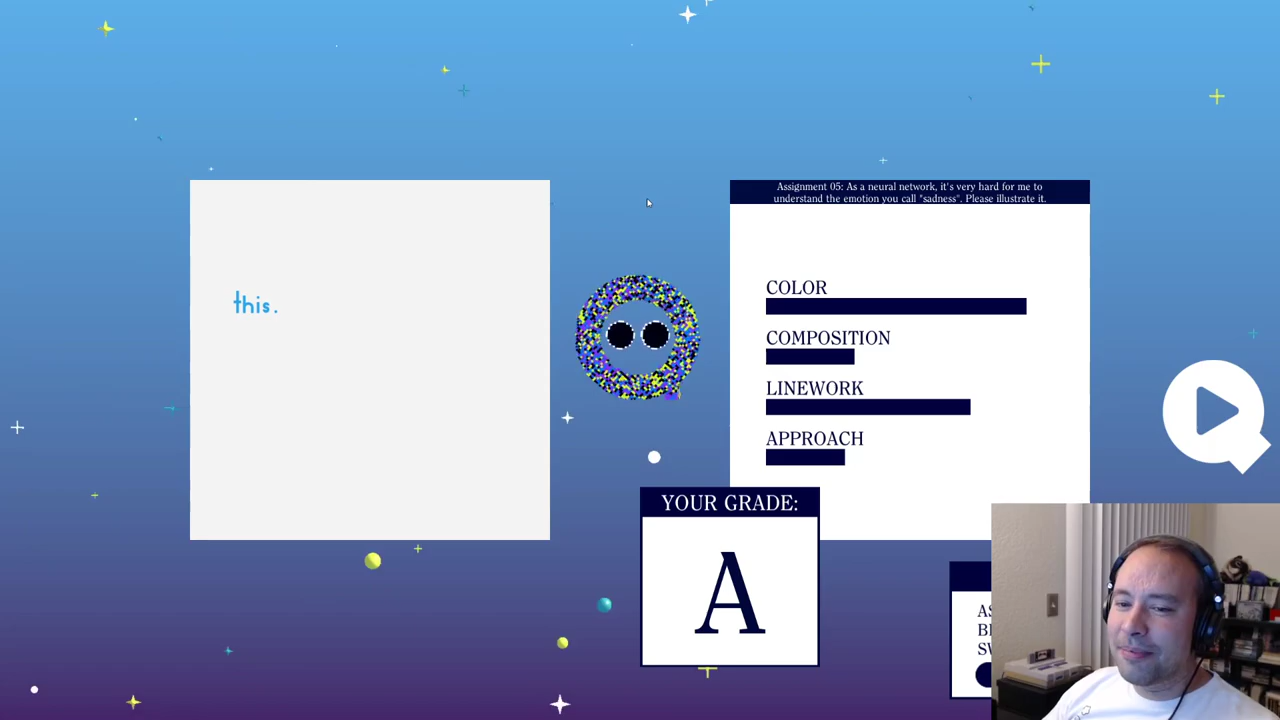 Assignment 05: As a neural network, it's very hard for me to
understand the emotion you call "sadness". Please illustrate it.
this.
COLOR
COMPOSITION
LINEWORK
APPROACH
YOUR GRADE:
A